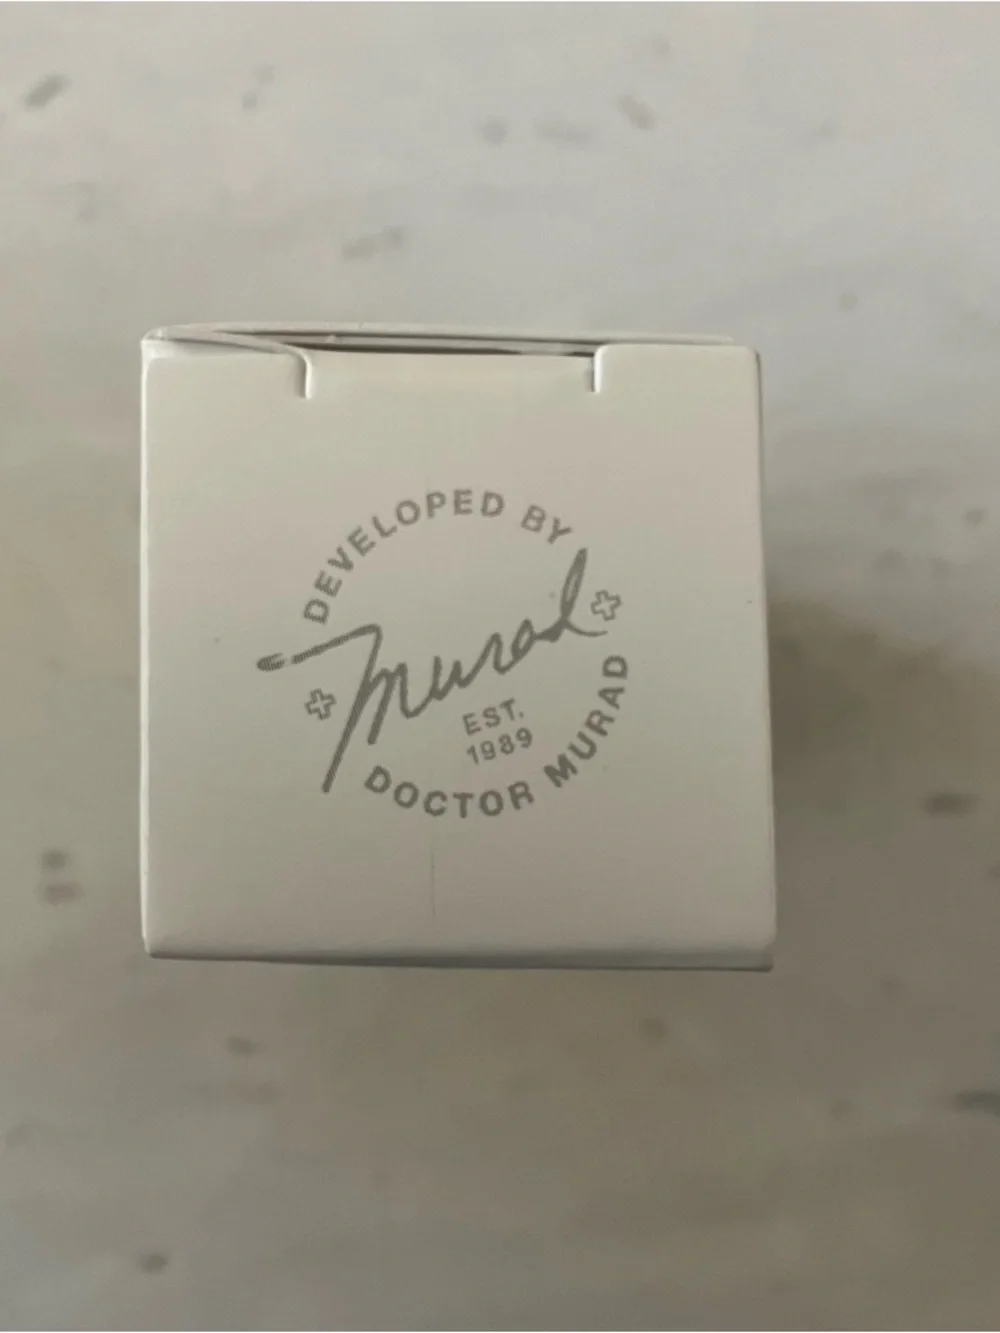 DEVELOPED BY
Murad
EST.
1989
DOCTOR MURAD